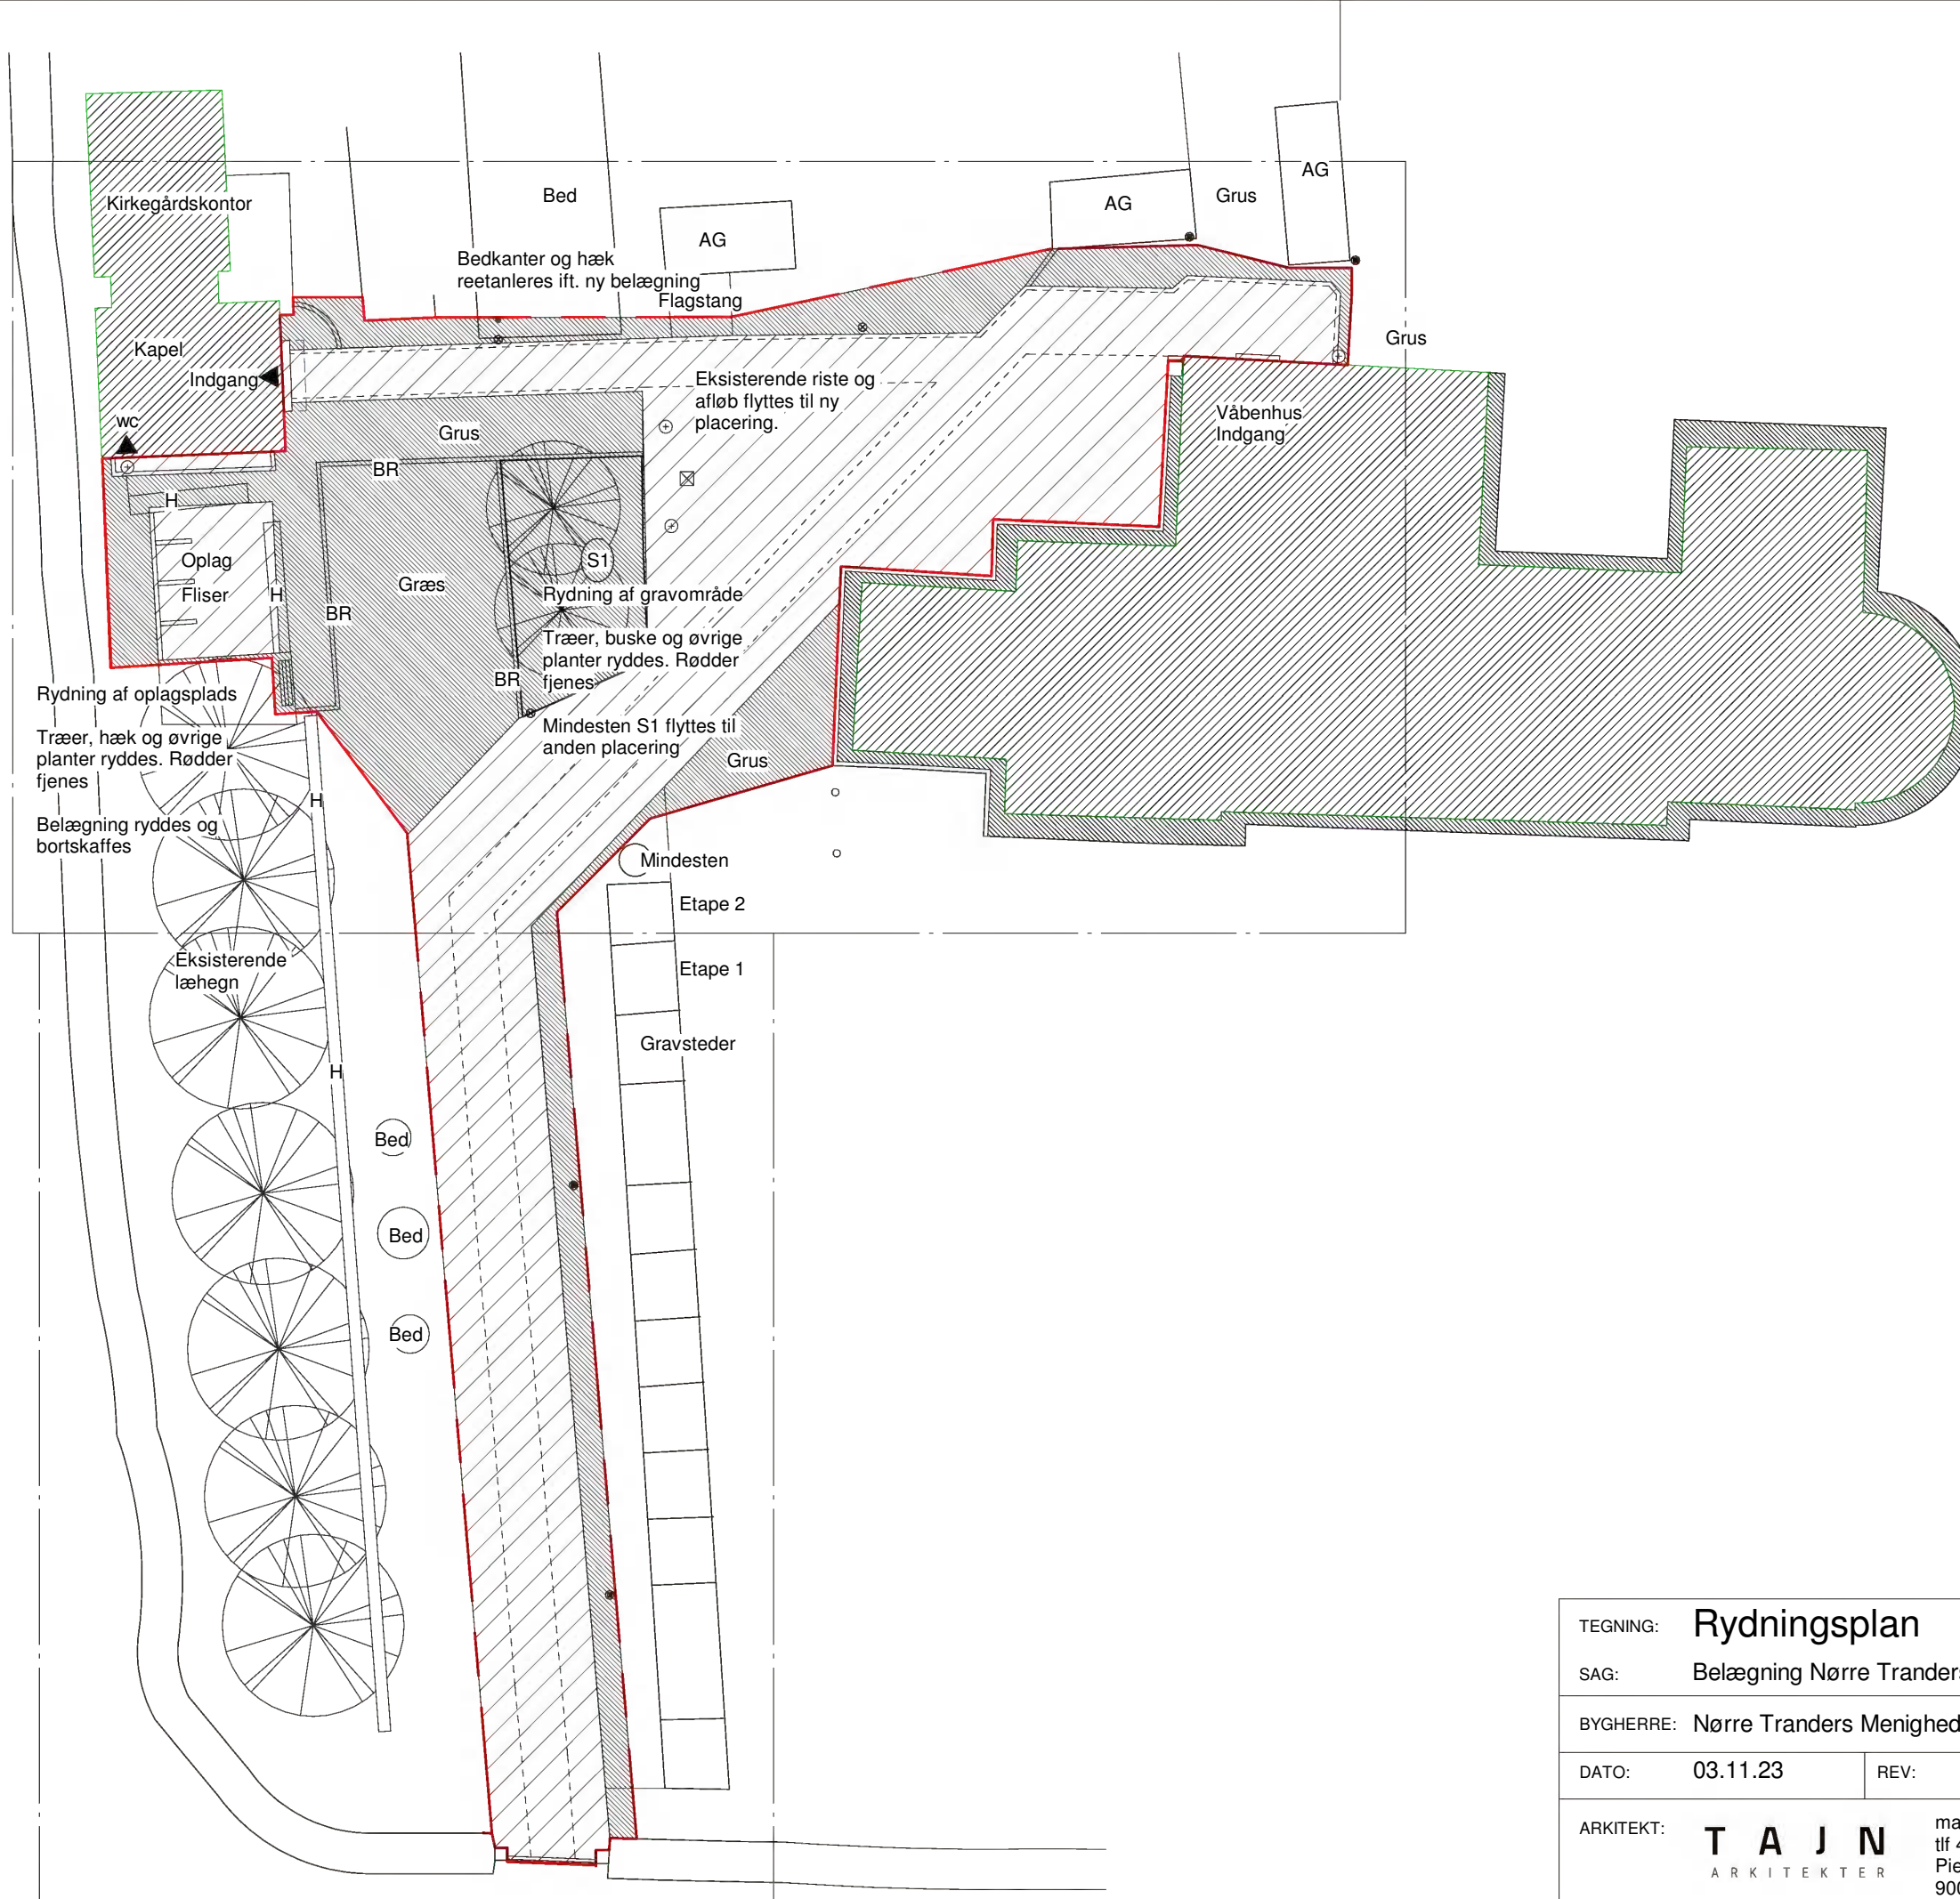 Kirkegårdskontor
Bed
AG
AG
Grus
AG
Bedkanter og hæk
reetanleres ift. ny belægning
Flagstang
Kapel
Indgang
wc
Grus
Eksisterende riste og
afløb flyttes til ny
placering.
Våbenhus
Indgang
Grus
BR
H
Oplag
Fliser
H
BR
Græs
S1
Rydning af gravområde
Træer, buske og øvrige
planter ryddes. Rødder
fjenes
BR
Mindesten S1 flyttes til
anden placering
Grus
Rydning af oplagsplads
Træer, hæk og øvrige
planter ryddes. Rødder
fjenes
Belægning ryddes og
bortskaffes
H
Mindesten
Etape 2
Etape 1
Eksisterende
læhegn
Gravsteder
H
Bed
Bed
Bed
TEGNING: Rydningsplan
SAG: Belægning Nørre
BYGHERRE: Nørre Tranders
DATO: 03.11.23 REV:
ARKITEKT: TAJN
ARKITEKTER
tlf